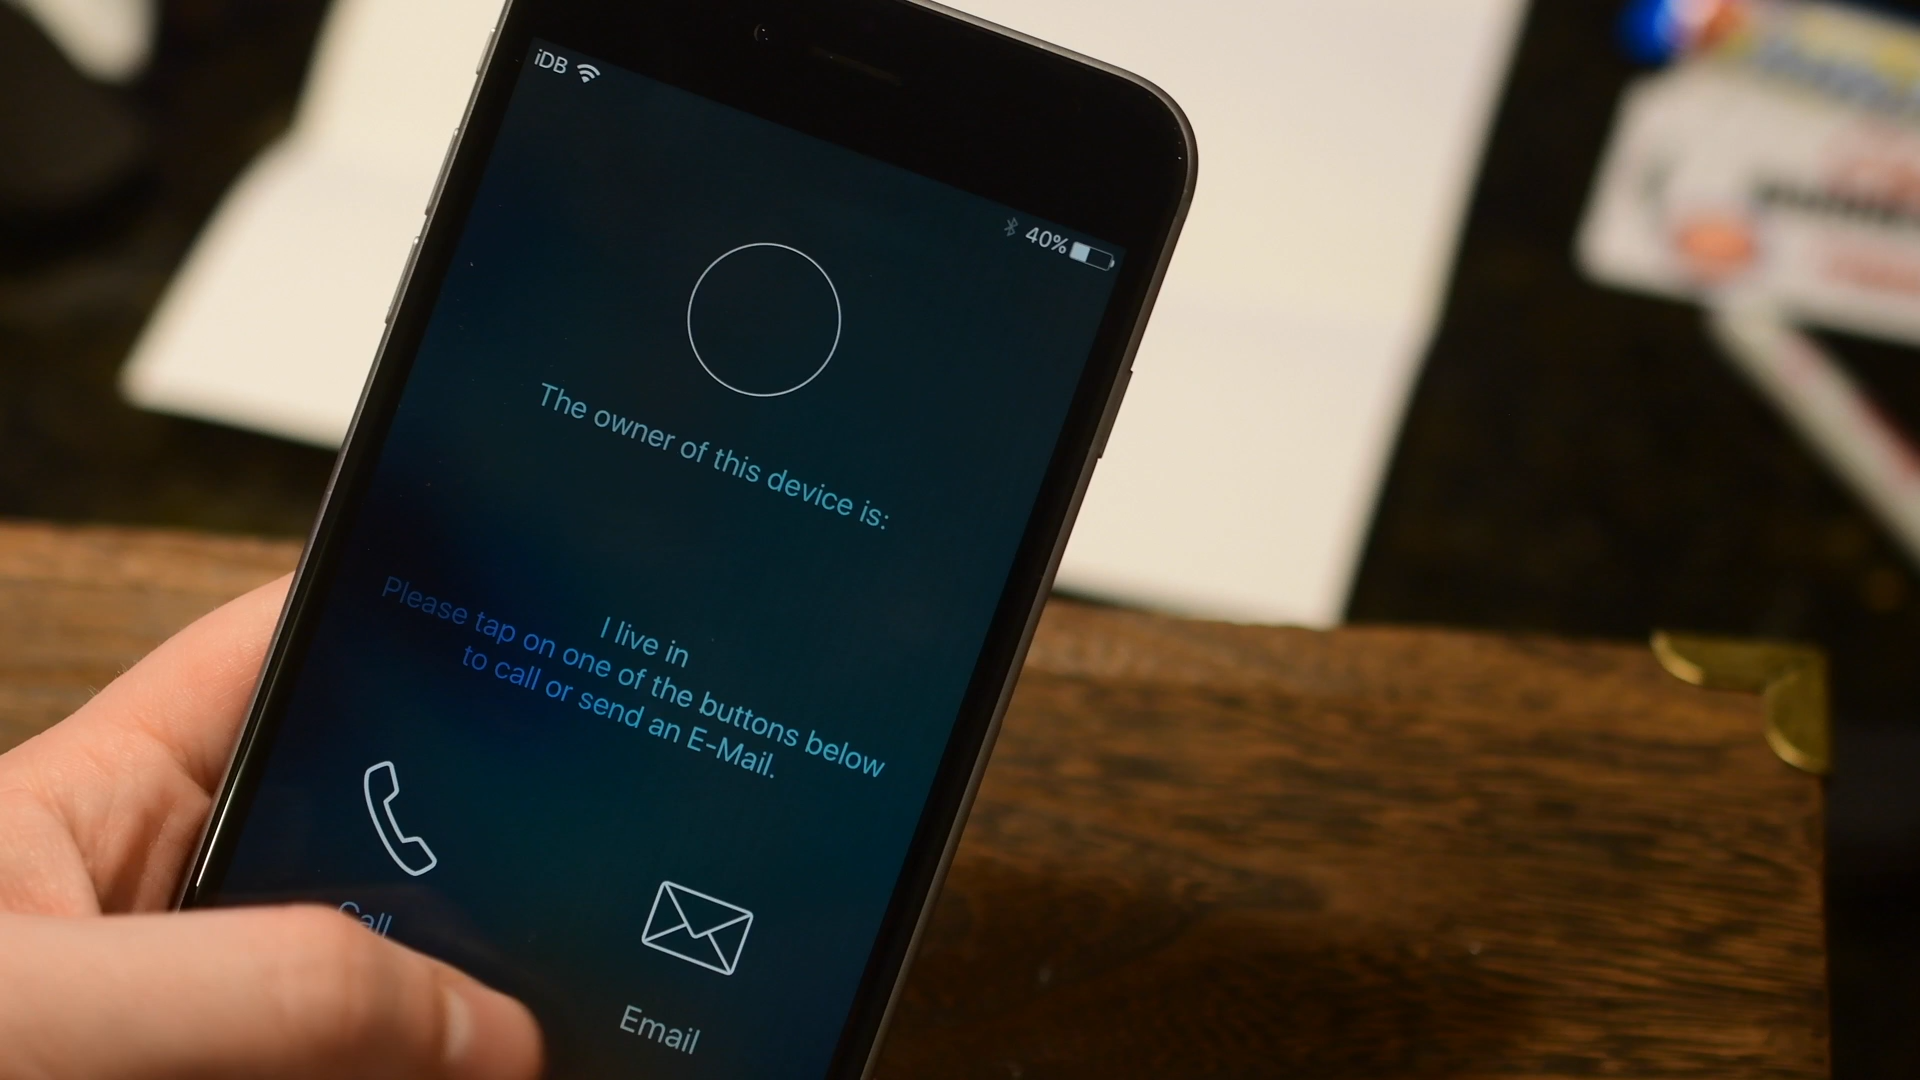 iDB
40%
The owner of this device is:
I live in
Please tap on one of the buttons below
to call or send an E-Mail.
Call
Email